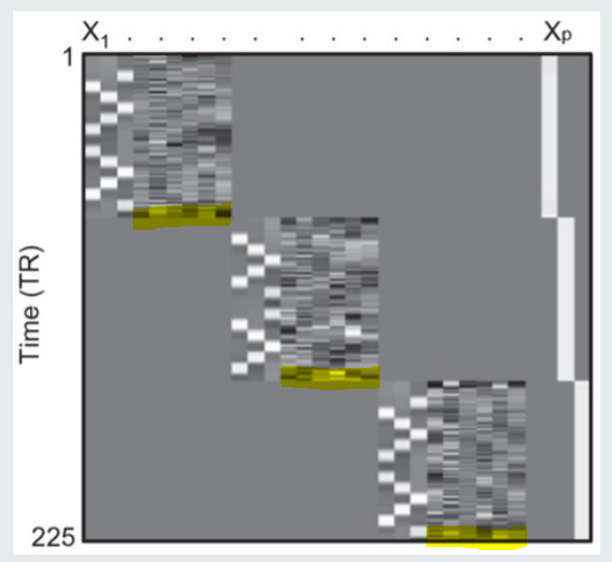 X₁ . . . . . . . . . . . . Xₚ
1
Time (TR)
225